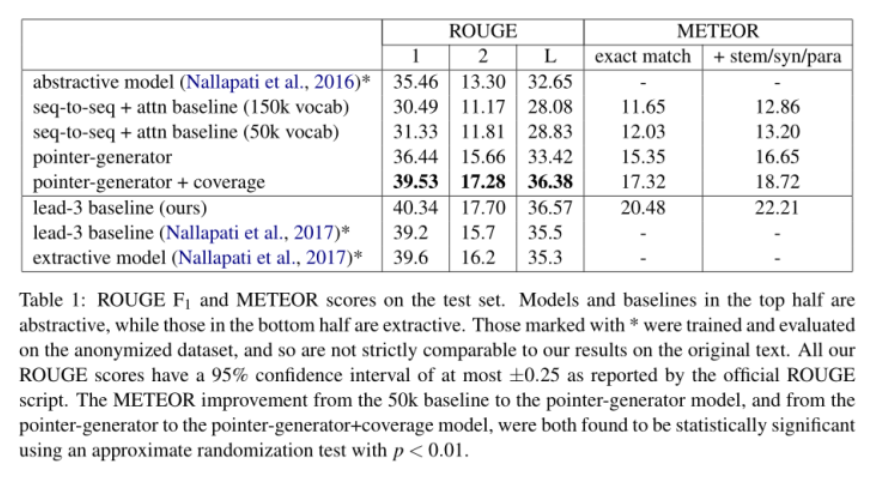 ROUGE METEOR
1 2 L exact match + stem/syn/para
abstractive model (Nallapati et al., 2016)* 35.46 13.30 32.65 - -
seq-to-seq + attn baseline (150k vocab) 30.49 11.17 28.08 11.65 12.86
seq-to-seq + attn baseline (50k vocab) 31.33 11.81 28.83 12.03 13.20
pointer-generator 36.44 15.66 33.42 15.35 16.65
pointer-generator + coverage 39.53 17.28 36.38 17.32 18.72
lead-3 baseline (ours) 40.34 17.70 36.57 20.48 22.21
lead-3 baseline (Nallapati et al., 2017)* 39.2 15.7 35.5 - -
extractive model (Nallapati et al., 2017)* 39.6 16.2 35.3 - -
Table 1: ROUGE F1 and METEOR scores on the test set. Models and baselines in the top half are
abstractive, while those in the bottom half are extractive. Those marked with * were trained and evaluated
on the anonymized dataset, and so are not strictly comparable to our results on the original text. All our
ROUGE scores have a 95% confidence interval of at most ±0.25 as reported by the official ROUGE
script. The METEOR improvement from the 50k baseline to the pointer-generator model, and from the
pointer-generator to the pointer-generator+coverage model, were both found to be statistically significant
using an approximate randomization test with p < 0.01.